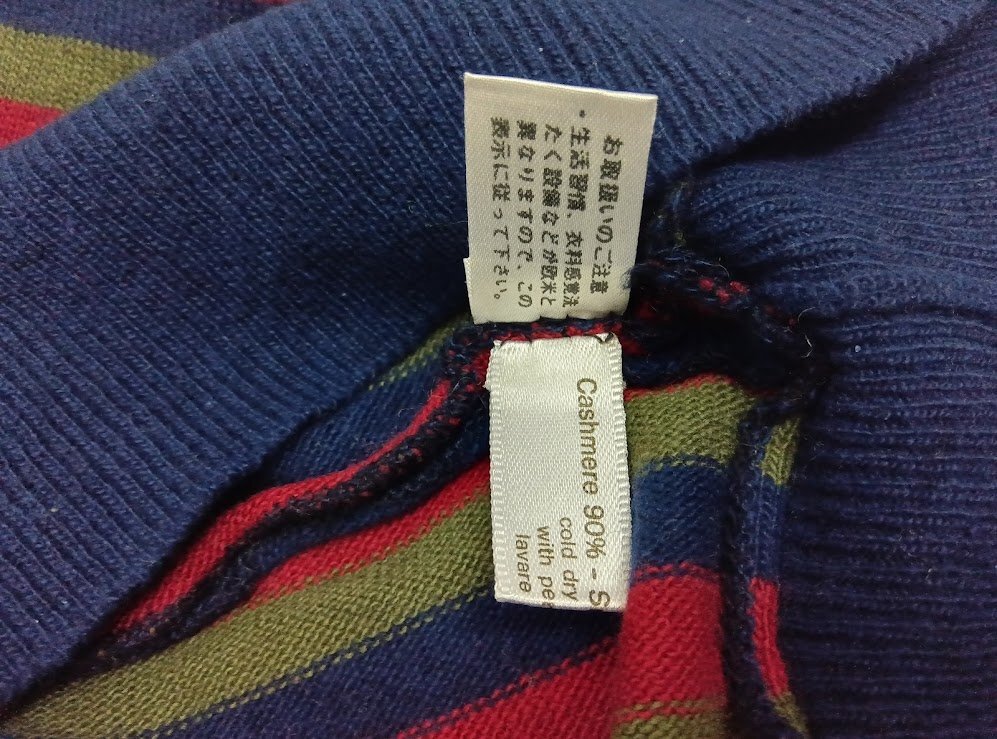 お取扱いのご注意
・生活習慣、衣料感覚洗
たく設備などが欧米と
異なりますので、この
表示に従って下さい。
Cashmere 90% - S
cold dry
with pe
lavare